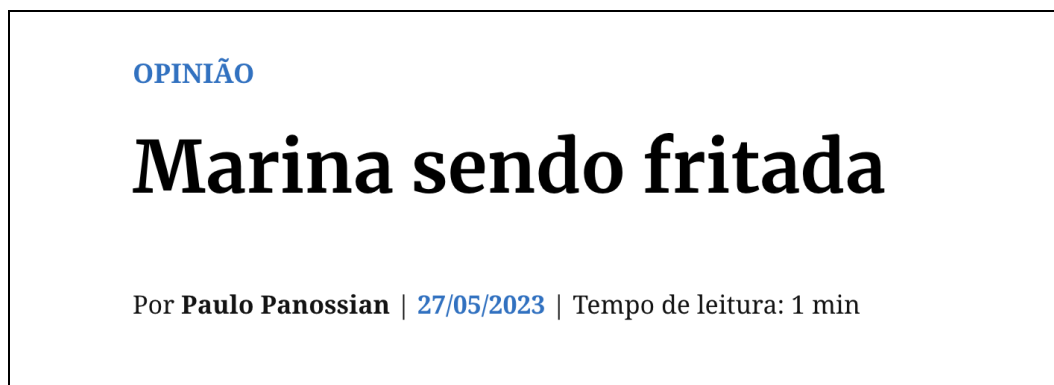 OPINIÃO
Marina sendo fritada
Por Paulo Panossian | 27/05/2023 | Tempo de leitura: 1 min